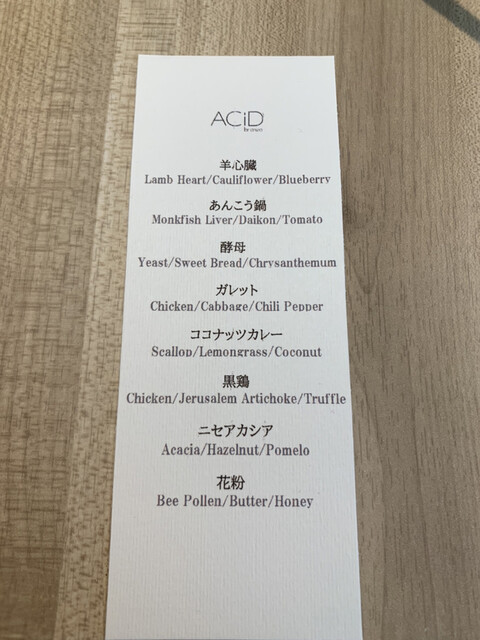 ACiD
羊心臓
Lamb Heart/Cauliflower/Blueberry
あんこう鍋
Monkfish Liver/Daikon/Tomato
酵母
Yeast/Sweet Bread/Chrysanthemum
ガレット
Chicken/Cabbage/Chili Pepper
ココナッツカレー
Scallop/Lemongrass/Coconut
黒鶏
Chicken/Jerusalem Artichoke/Truffle
ニセアカシア
Acacia/Hazelnut/Pomelo
花粉
Bee Pollen/Butter/Honey